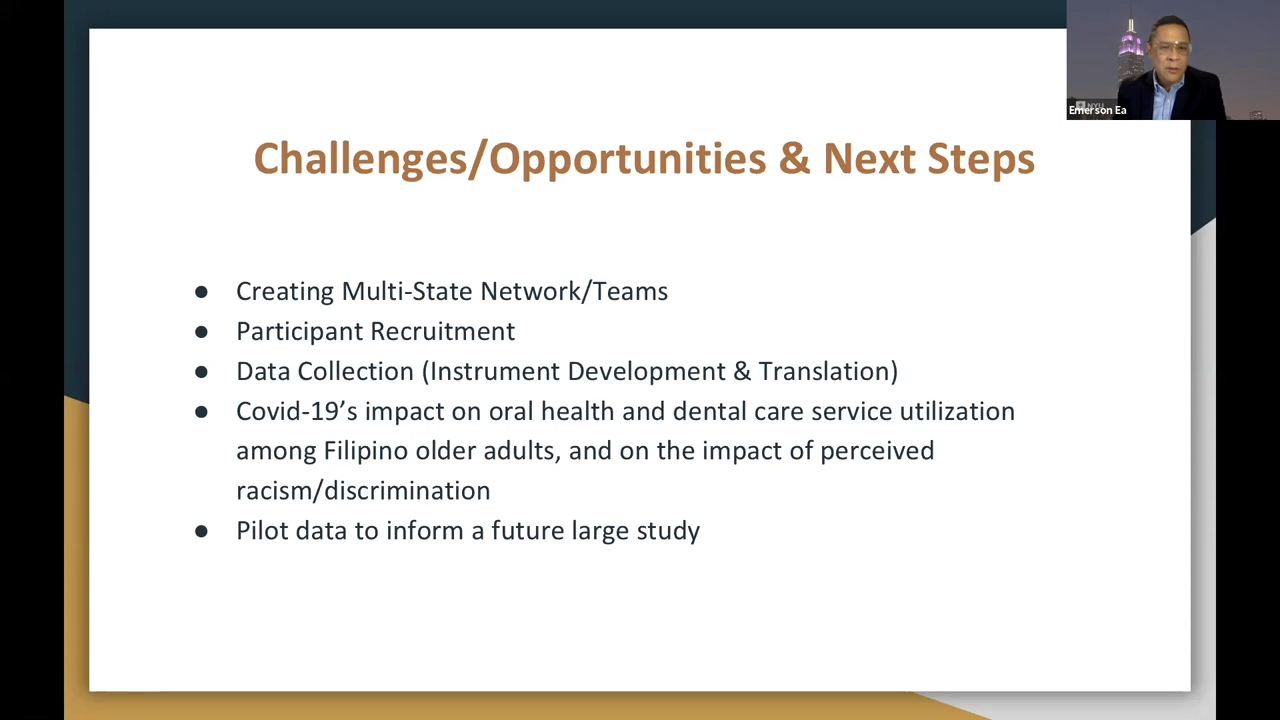 NYU
Emerson Ea
Challenges/Opportunities & Next Steps
● Creating Multi-State Network/Teams
● Participant Recruitment
● Data Collection (Instrument Development & Translation)
● Covid-19’s impact on oral health and dental care service utilization
among Filipino older adults, and on the impact of perceived
racism/discrimination
● Pilot data to inform a future large study